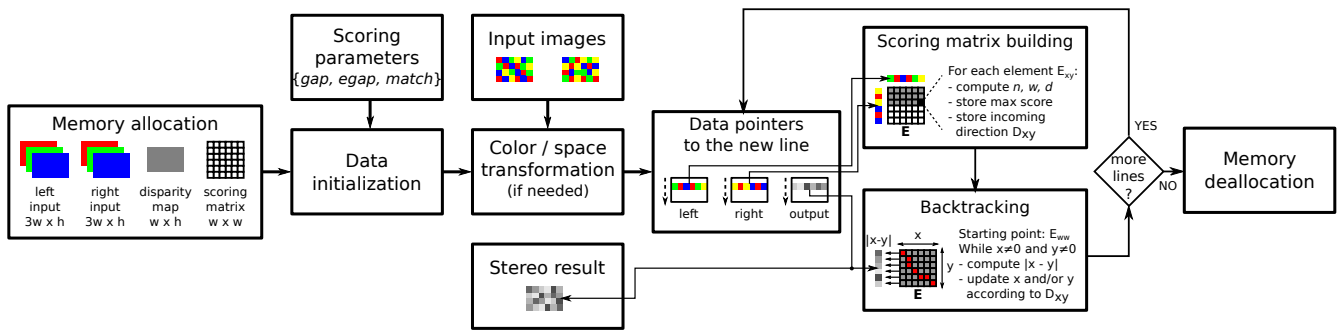 Memory allocation
left
input
3w x h
right
input
3w x h
disparity
map
w x h
scoring
matrix
w x w
Scoring
parameters
{gap, egap, match}
Data
initialization
Input images
Color / space
transformation
(if needed)
Stereo result
Data pointers
to the new line
left
right
output
Scoring matrix building
E
For each element Exy:
- compute n, w, d
- store max score
- store incoming
direction Dxy
Backtracking
|x-y|
x
y
E
Starting point: Eww
While x≠0 and y≠0
- compute |x - y|
- update x and/or y
according to Dxy
YES
more
lines
?
NO
Memory
deallocation